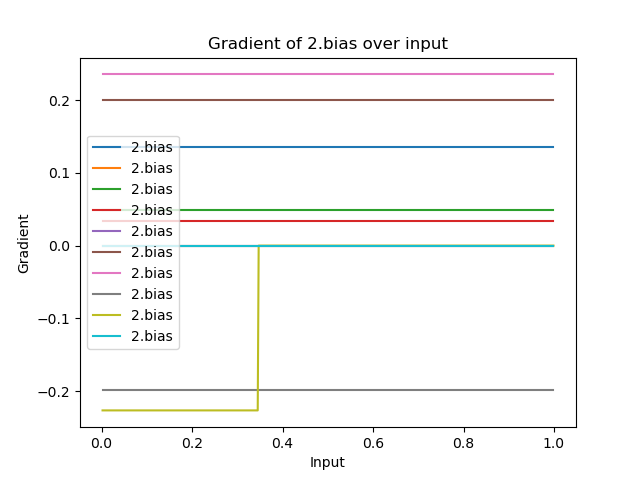 Gradient of 2.bias over input
0.2
0.1
0.0
−0.1
−0.2
Gradient
2.bias
2.bias
2.bias
2.bias
2.bias
2.bias
2.bias
2.bias
2.bias
2.bias
0.0 0.2 0.4 0.6 0.8 1.0
Input